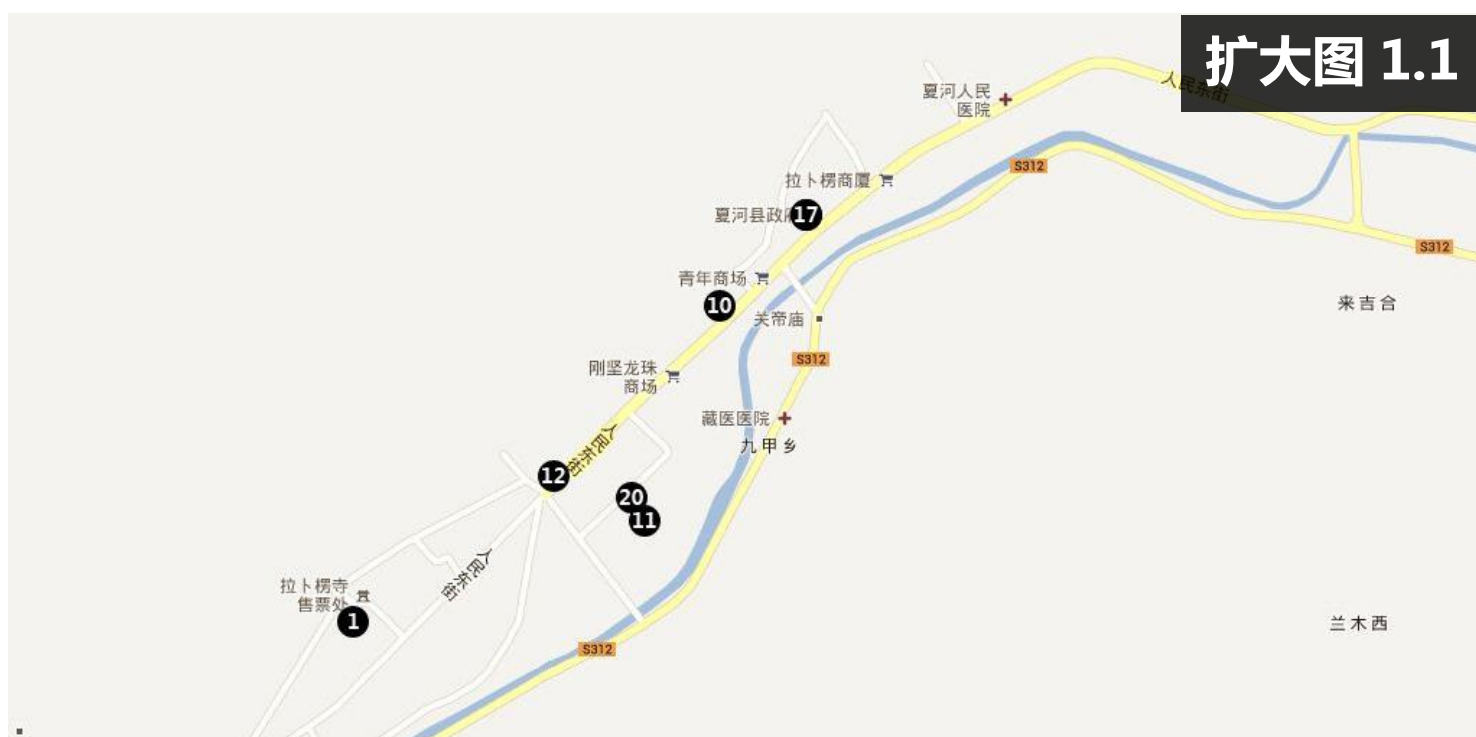 扩大图 1.1
人民东街
夏河人民
医院
S312
拉卜楞商厦
夏河县政府
17
S312
青年商场
10
来吉合
关帝庙
S312
刚坚龙珠
商场
藏医医院
九甲乡
人民东街
12
20
11
人民东街
拉卜楞寺
售票处
1
兰木西
S312